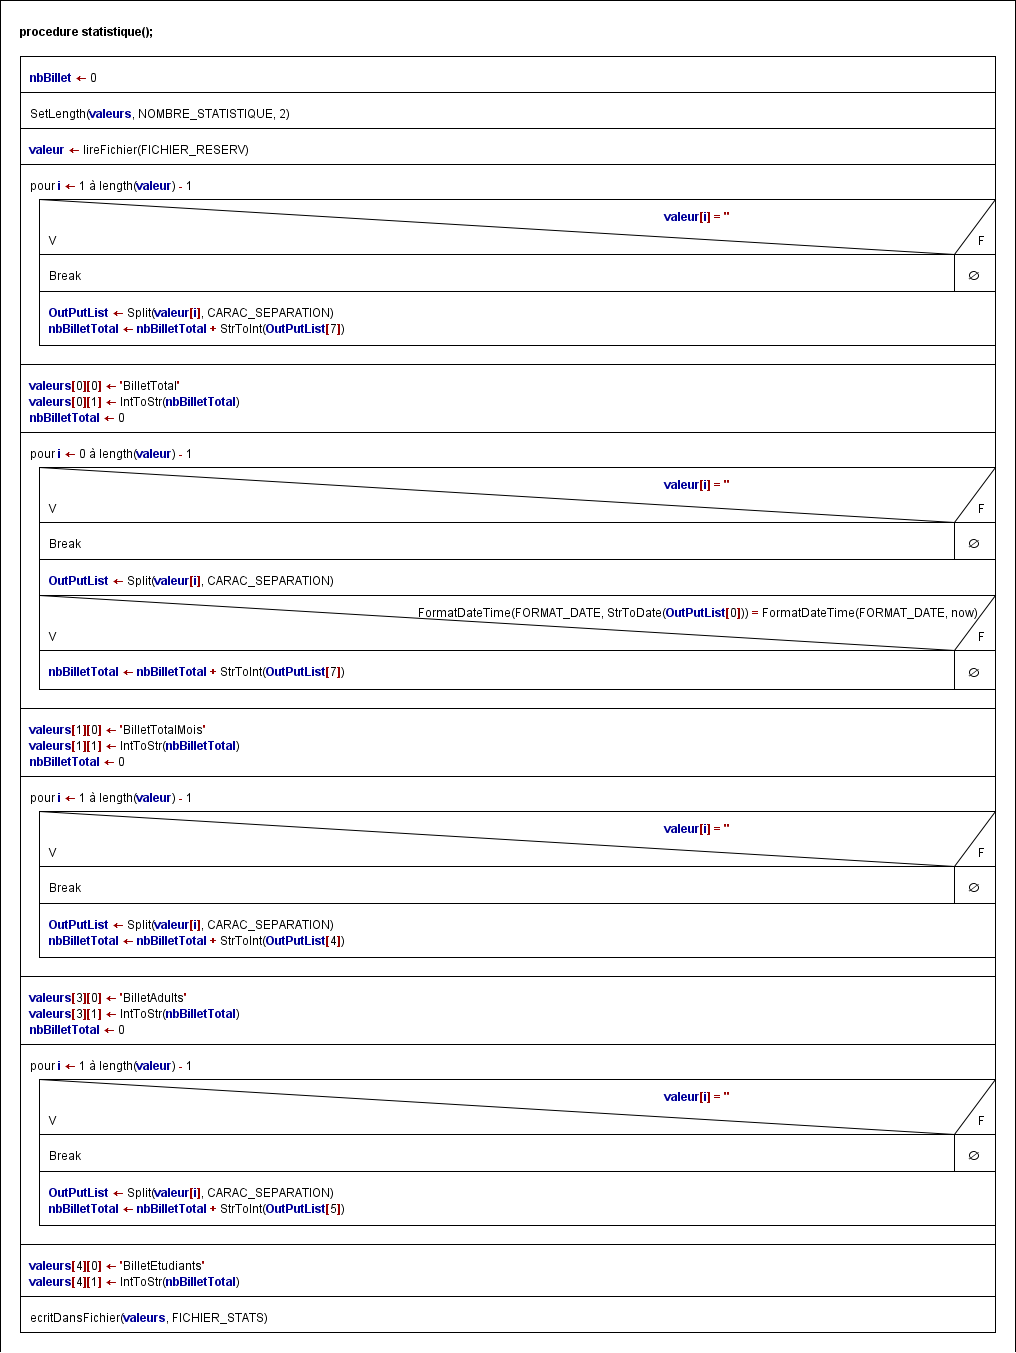 procedure statistique();
nbBillet ← 0
SetLength(valeurs, NOMBRE_STATISTIQUE, 2)
valeur ← lireFichier(FICHIER_RESERV)
pour i ← 1 à length(valeur) - 1
valeur[i] = ''
V F
Break ∅
OutPutList ← Split(valeur[i], CARAC_SEPARATION)
nbBilletTotal ← nbBilletTotal + StrToInt(OutPutList[7])
valeurs[0][0] ← 'BilletTotal'
valeurs[0][1] ← IntToStr(nbBilletTotal)
nbBilletTotal ← 0
pour i ← 0 à length(valeur) - 1
valeur[i] = ''
V F
Break ∅
OutPutList ← Split(valeur[i], CARAC_SEPARATION)
FormatDateTime(FORMAT_DATE, StrToDate(OutPutList[0])) = FormatDateTime(FORMAT_DATE, now)
V F
nbBilletTotal ← nbBilletTotal + StrToInt(OutPutList[7]) ∅
valeurs[1][0] ← 'BilletTotalMois'
valeurs[1][1] ← IntToStr(nbBilletTotal)
nbBilletTotal ← 0
pour i ← 1 à length(valeur) - 1
valeur[i] = ''
V F
Break ∅
OutPutList ← Split(valeur[i], CARAC_SEPARATION)
nbBilletTotal ← nbBilletTotal + StrToInt(OutPutList[4])
valeurs[3][0] ← 'BilletAdults'
valeurs[3][1] ← IntToStr(nbBilletTotal)
nbBilletTotal ← 0
pour i ← 1 à length(valeur) - 1
valeur[i] = ''
V F
Break ∅
OutPutList ← Split(valeur[i], CARAC_SEPARATION)
nbBilletTotal ← nbBilletTotal + StrToInt(OutPutList[5])
valeurs[4][0] ← 'BilletEtudiants'
valeurs[4][1] ← IntToStr(nbBilletTotal)
ecritDansFichier(valeurs, FICHIER_STATS)